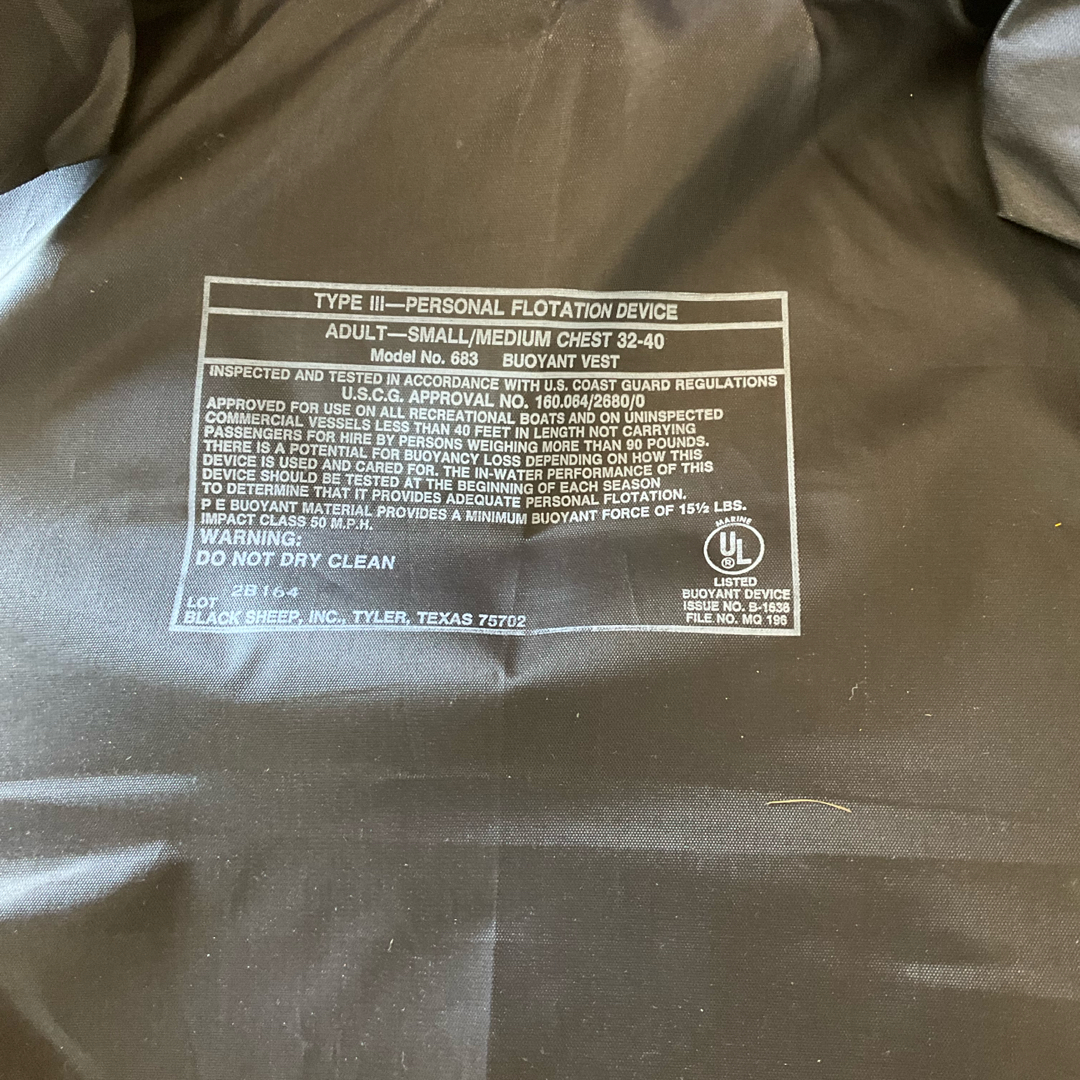 TYPE III—PERSONAL FLOTATION DEVICE
ADULT—SMALL/MEDIUM CHEST 32-40
Model No. 683 BUOYANT VEST
INSPECTED AND TESTED IN ACCORDANCE WITH U.S. COAST GUARD REGULATIONS
U.S.C.G. APPROVAL NO. 160.064/2680/0
APPROVED FOR USE ON ALL RECREATIONAL BOATS AND ON UNINSPECTED
COMMERCIAL VESSELS LESS THAN 40 FEET IN LENGTH NOT CARRYING
PASSENGERS FOR HIRE BY PERSONS WEIGHING MORE THAN 90 POUNDS.
THERE IS A POTENTIAL FOR BUOYANCY LOSS DEPENDING ON HOW THIS
DEVICE IS USED AND CARED FOR. THE IN-WATER PERFORMANCE OF THIS
DEVICE SHOULD BE TESTED AT THE BEGINNING OF EACH SEASON
TO DETERMINE THAT IT PROVIDES ADEQUATE PERSONAL FLOTATION.
P E BUOYANT MATERIAL PROVIDES A MINIMUM BUOYANT FORCE OF 15½ LBS.
IMPACT CLASS 50 M.P.H.
WARNING:
DO NOT DRY CLEAN
LOT 2B164
BLACK SHEEP, INC., TYLER, TEXAS 75702
MARINE
UL
®
LISTED
BUOYANT DEVICE
ISSUE NO. B-1636
FILE NO. MQ 196